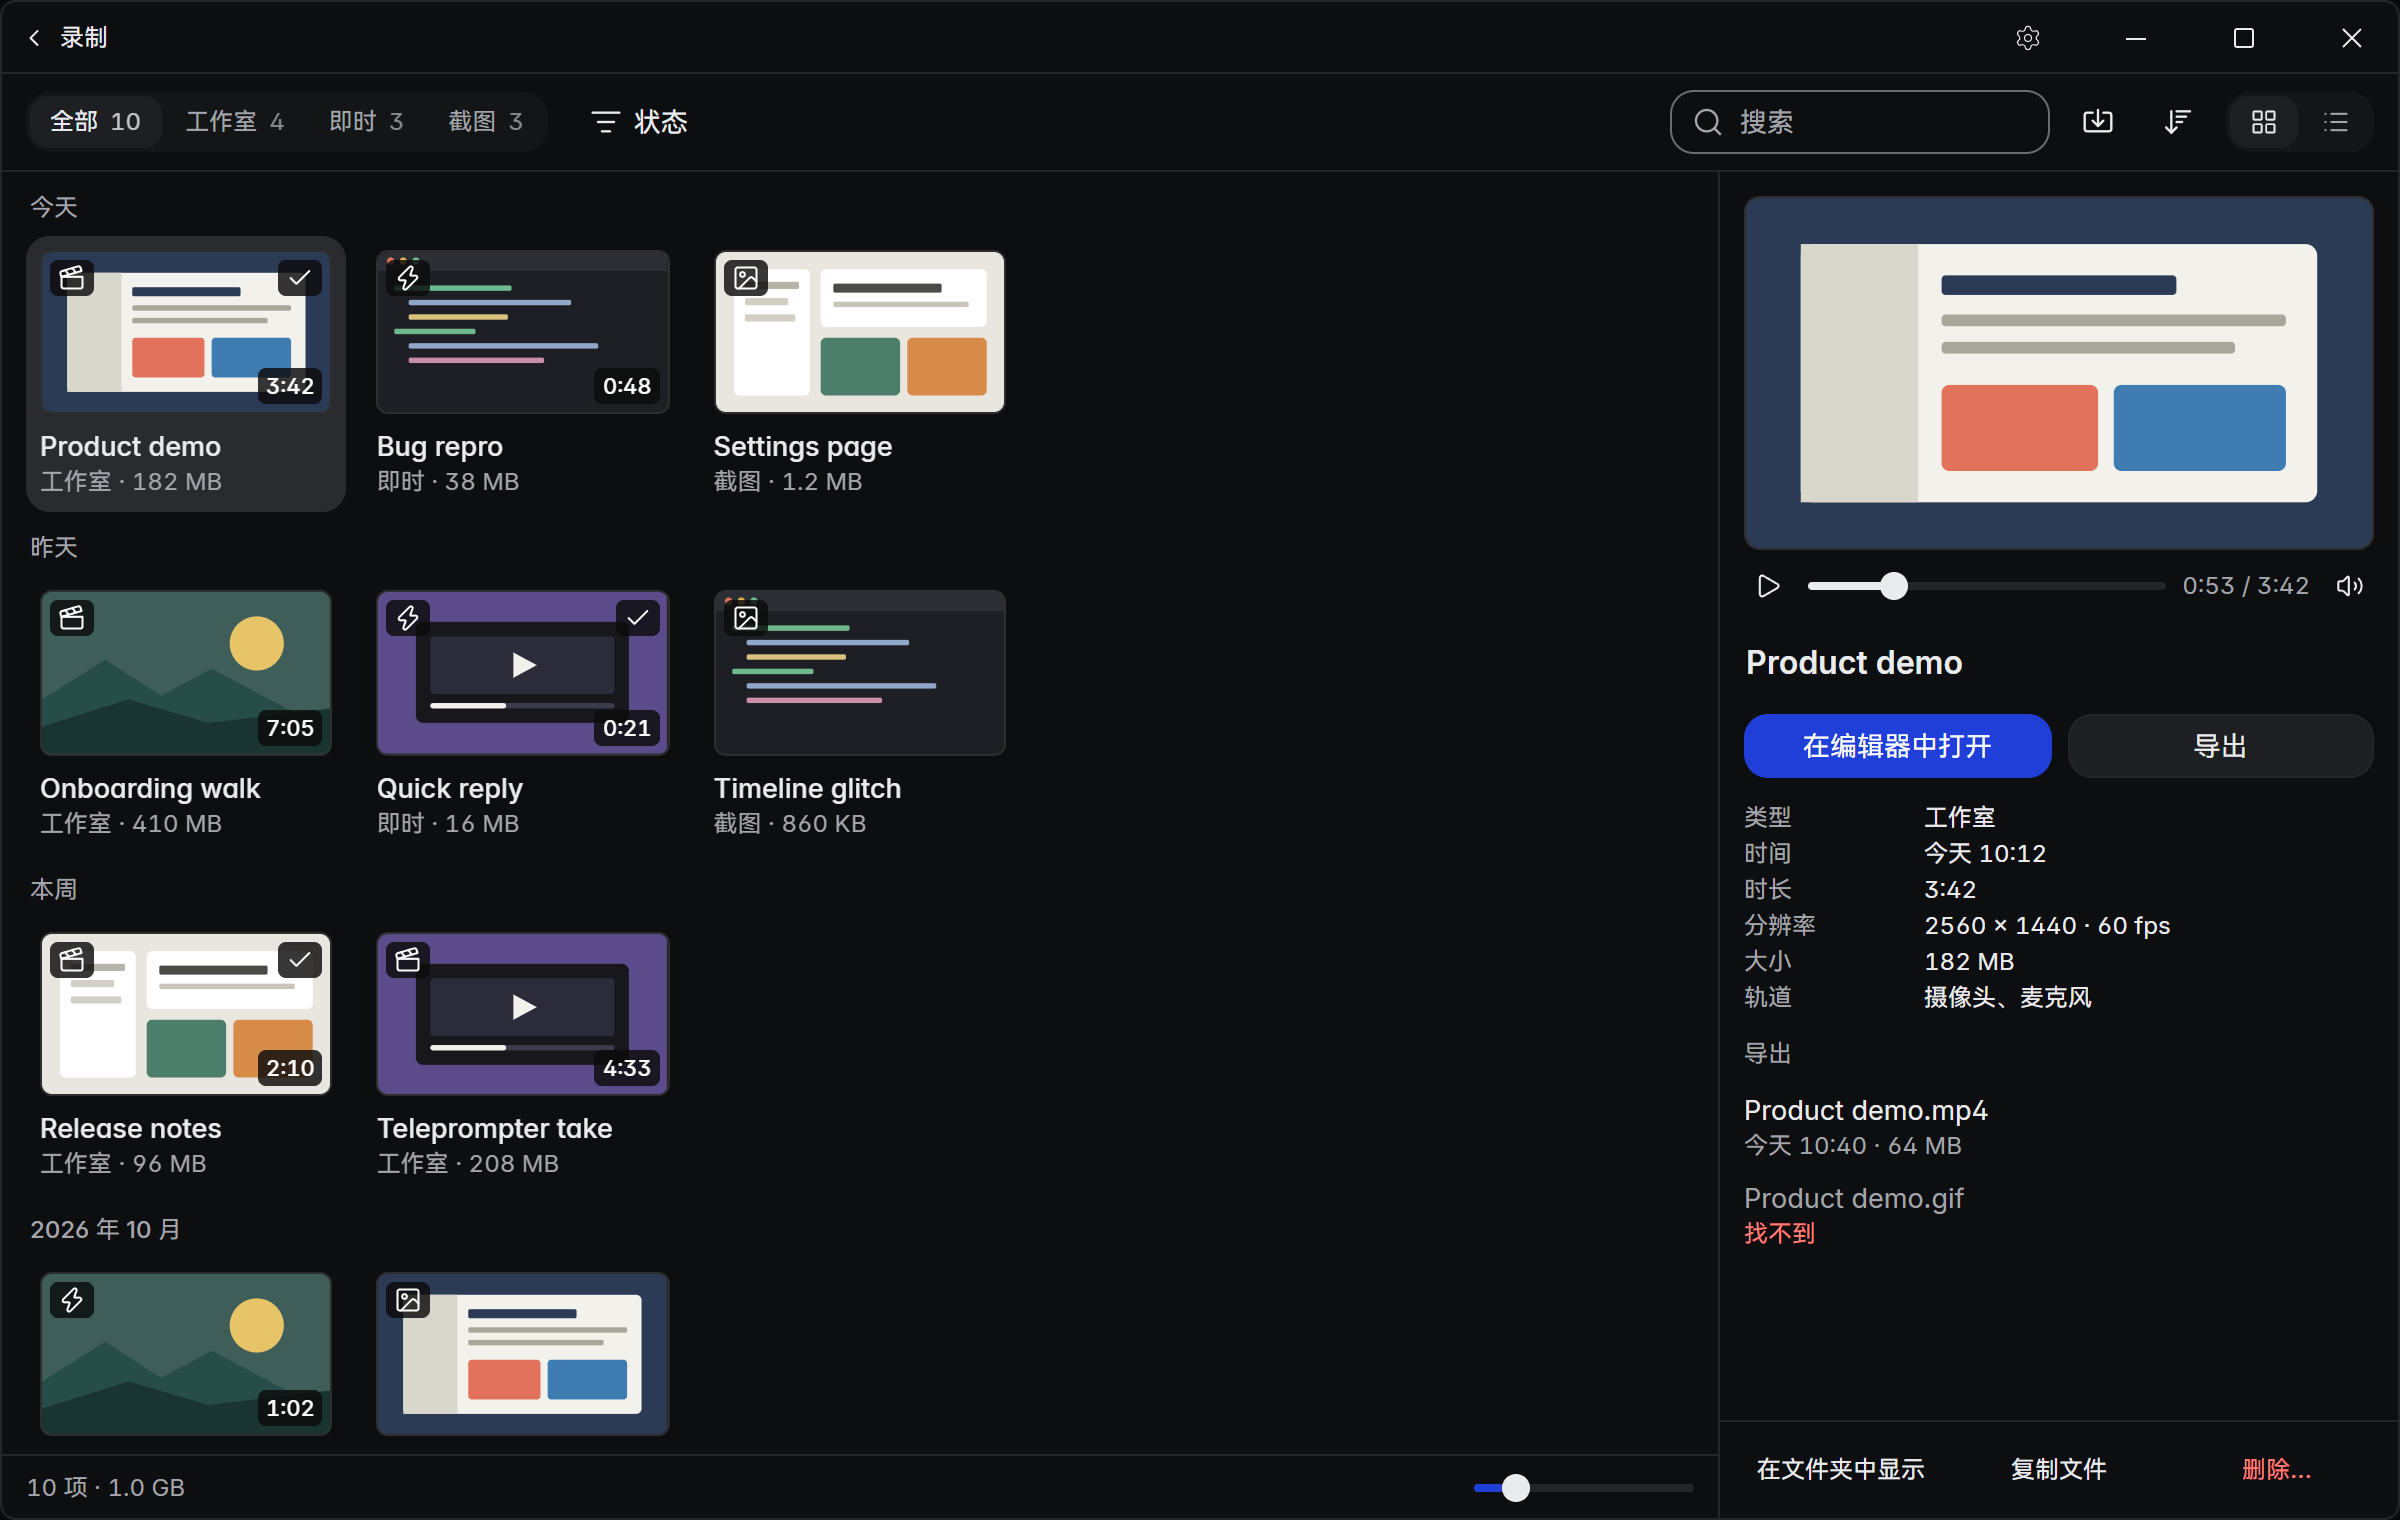 录制
全部 10 工作室 4 即时 3 截图 3 状态 搜索
今天
3:42
0:48
Product demo
工作室 · 182 MB
Bug repro
即时 · 38 MB
Settings page
截图 · 1.2 MB
昨天
7:05
0:21
Onboarding walk
工作室 · 410 MB
Quick reply
即时 · 16 MB
Timeline glitch
截图 · 860 KB
本周
2:10
4:33
Release notes
工作室 · 96 MB
Teleprompter take
工作室 · 208 MB
2026 年 10 月
1:02
10 项 · 1.0 GB
0:53 / 3:42
Product demo
在编辑器中打开 导出
类型 工作室
时间 今天 10:12
时长 3:42
分辨率 2560 × 1440 · 60 fps
大小 182 MB
轨道 摄像头、麦克风
导出
Product demo.mp4
今天 10:40 · 64 MB
Product demo.gif
找不到
在文件夹中显示 复制文件 删除...